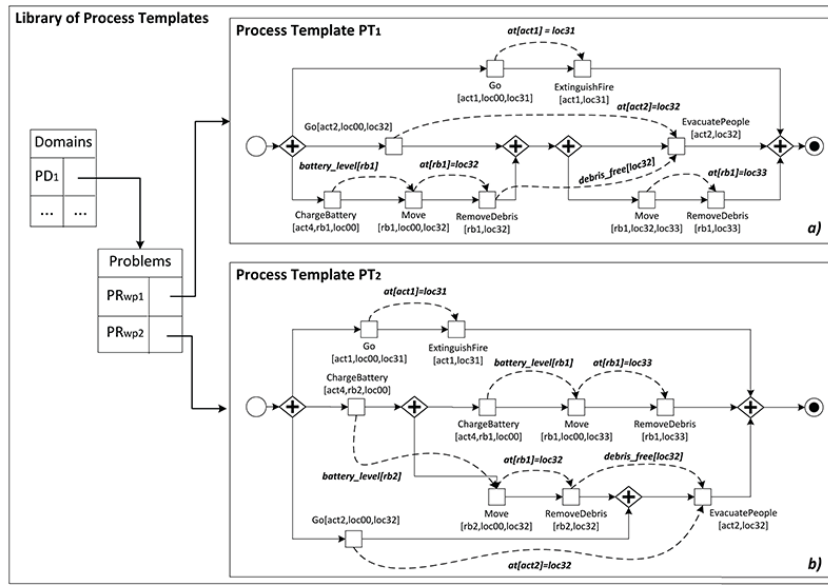 Library of Process Templates
Domains
PD1
... ...
Problems
PRwp1
PRwp2
Process Template PT1
at[act1] = loc31
Go
[act1,loc00,loc31]
ExtinguishFire
[act1,loc31]
at[act2]=loc32
Go[act2,loc00,loc32]
EvacuatePeople
[act2,loc32]
battery_level[rb1]
at[rb1]=loc32
debris_free[loc32]
at[rb1]=loc33
ChargeBattery
[act4,rb1,loc00]
Move
[rb1,loc00,loc32]
RemoveDebris
[rb1,loc32]
Move
[rb1,loc32,loc33]
RemoveDebris
[rb1,loc33]
a)
Process Template PT2
at[act1]=loc31
Go
[act1,loc00,loc31]
ExtinguishFire
[act1,loc31]
ChargeBattery
[act4,rb2,loc00]
battery_level[rb1]
at[rb1]=loc33
ChargeBattery
[act4,rb1,loc00]
Move
[rb1,loc00,loc33]
RemoveDebris
[rb1,loc33]
battery_level[rb2]
at[rb1]=loc32
debris_free[loc32]
Move
[rb2,loc00,loc32]
RemoveDebris
[rb2,loc32]
EvacuatePeople
[act2,loc32]
Go[act2,loc00,loc32]
at[act2]=loc32
b)